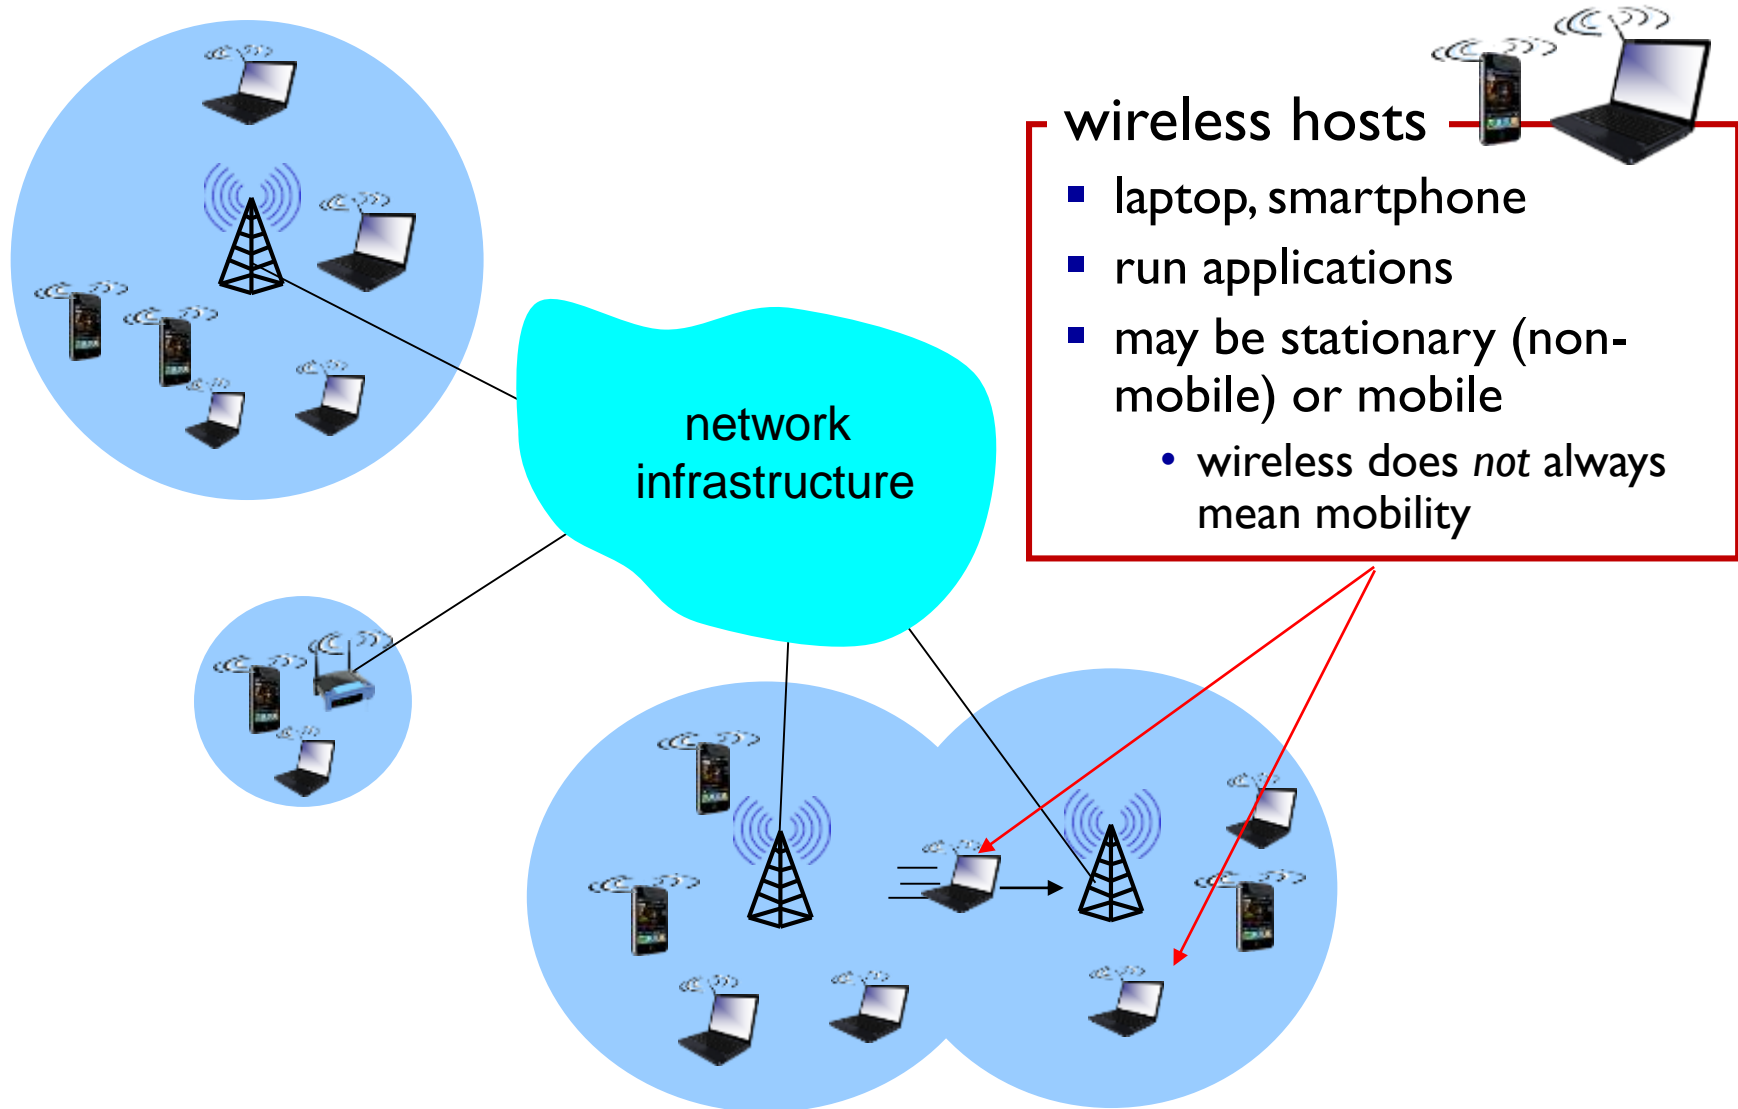 wireless hosts
laptop, smartphone
run applications
may be stationary (non-
mobile) or mobile
wireless does not always
mean mobility
network
infrastructure